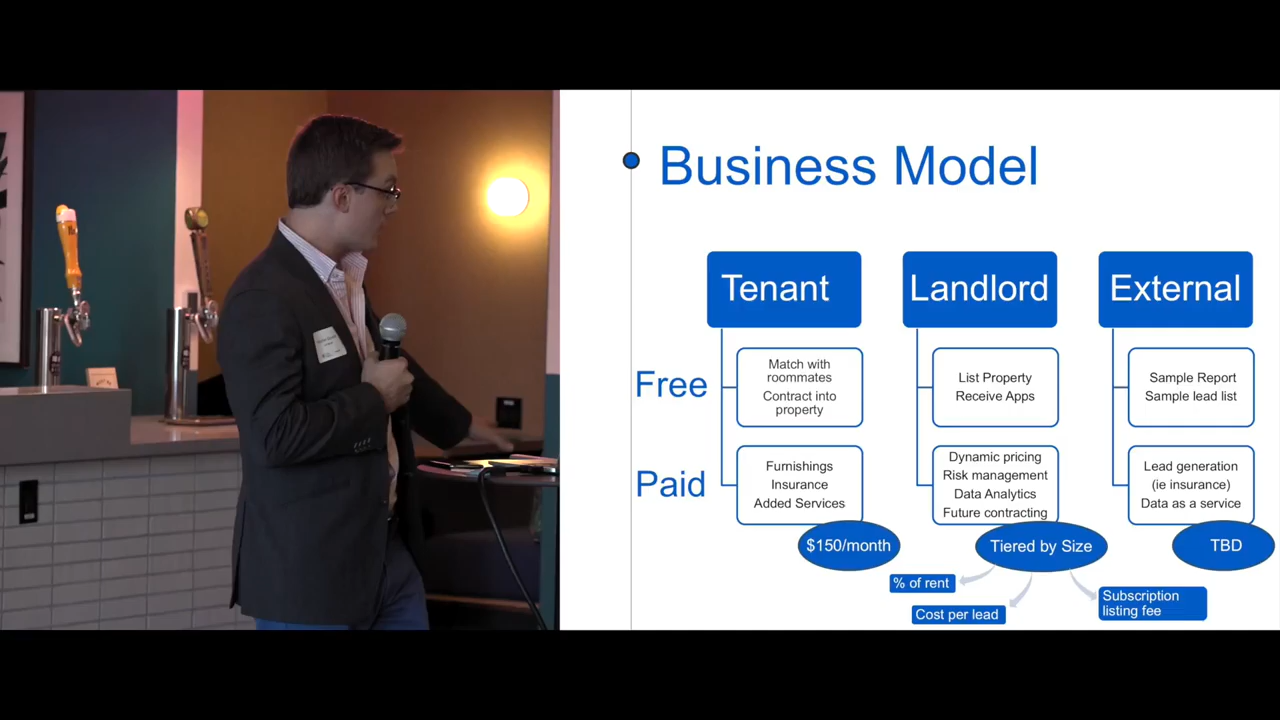 Business Model
Tenant
Landlord
External
Free
Match with
roommates
Contract into
property
List Property
Receive Apps
Sample Report
Sample lead list
Paid
Furnishings
Insurance
Added Services
Dynamic pricing
Risk management
Data Analytics
Future contracting
Lead generation
(ie insurance)
Data as a service
$150/month
Tiered by Size
TBD
% of rent
Cost per lead
Subscription
listing fee